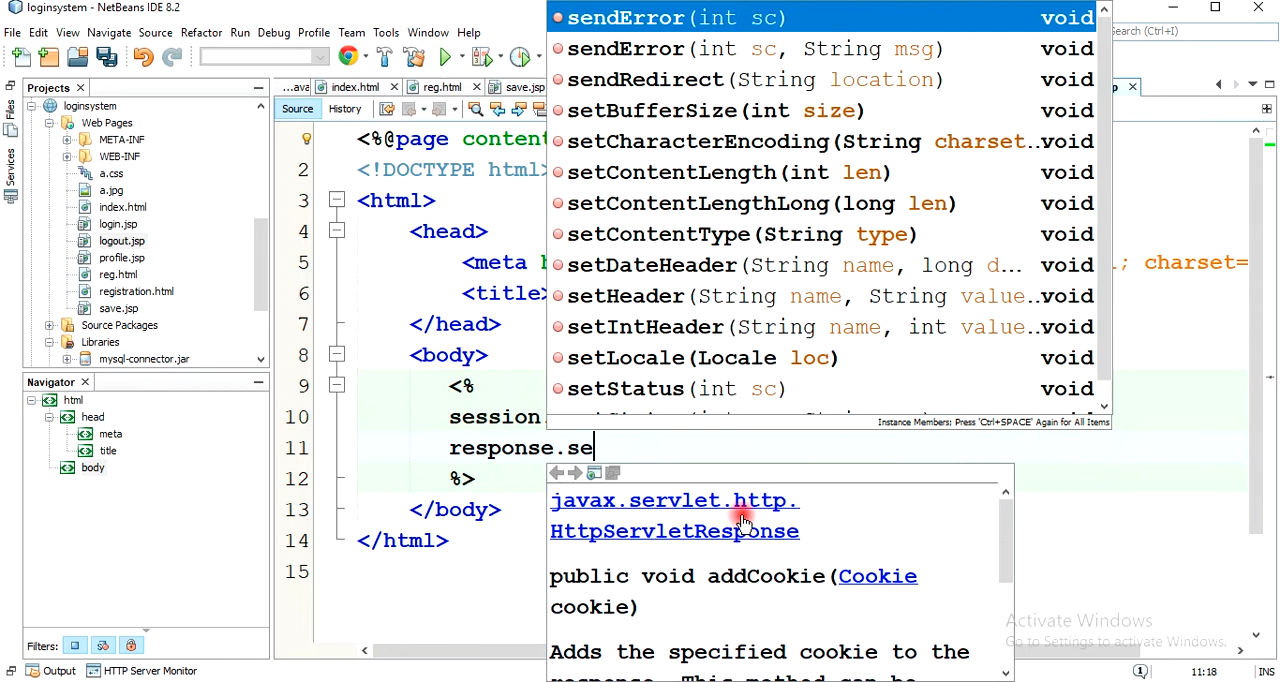 loginsystem - NetBeans IDE 8.2
File Edit View Navigate Source Refactor Run Debug Profile Team Tools Window Help
Search (Ctrl+I)
Projects
...ava index.html reg.html save.jsp
Files
Services
Source History
loginsystem
Web Pages
META-INF
WEB-INF
a.css
a.jpg
index.html
login.jsp
logout.jsp
profile.jsp
reg.html
registration.html
save.jsp
Source Packages
Libraries
mysql-connector.jar
Navigator
html
head
meta
title
body
Filters:
Output HTTP Server Monitor
<%@page content
2 <!DOCTYPE html>
3 <html>
4 <head>
5 <meta ; charset=
6 <title>
7 </head>
8 <body>
9 <%
10 session.
11 response.se
12 %>
13 </body>
14 </html>
15
sendError(int sc) void
sendError(int sc, String msg) void
sendRedirect(String location) void
setBufferSize(int size) void
setCharacterEncoding(String charset.. void
setContentLength(int len) void
setContentLengthLong(long len) void
setContentType(String type) void
setDateHeader(String name, long d... void
setHeader(String name, String value.. void
setIntHeader(String name, int value.. void
setLocale(Locale loc) void
setStatus(int sc) void
Instance Members: Press 'Ctrl+SPACE' Again for All Items
javax.servlet.http.
HttpServletResponse
public void addCookie(Cookie
cookie)
Adds the specified cookie to the
response. This method can be
Activate Windows
Go to Settings to activate Windows.
1 11:18 INS